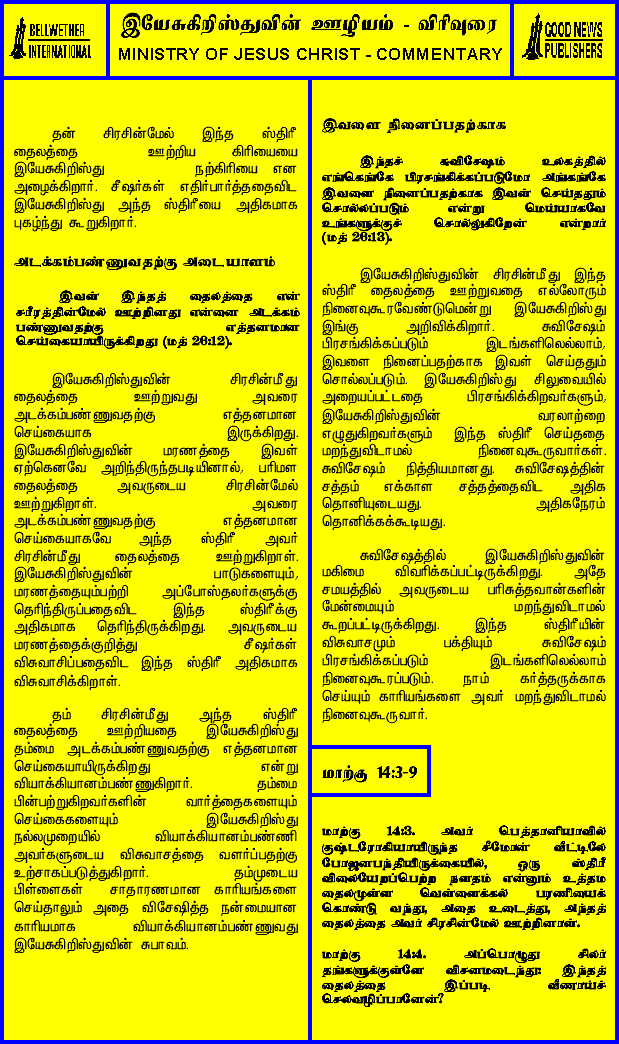 BELLWETHER
INTERNATIONAL
இயேசுகிறிஸ்துவின் ஊழியம் - விரிவுரை
MINISTRY OF JESUS CHRIST - COMMENTARY
GOOD NEWS
PUBLISHERS
தன் சிரசின்மேல் இந்த ஸ்திரீ
தைலத்தை ஊற்றிய கிரியையை
இயேசுகிறிஸ்து நற்கிரியை என
அழைக்கிறார். சீஷர்கள் எதிர்பார்த்ததைவிட
இயேசுகிறிஸ்து அந்த ஸ்திரீயை அதிகமாக
புகழ்ந்து கூறுகிறார்.
அடக்கம்பண்ணுவதற்கு அடையாளம்
இவள் இந்தத் தைலத்தை என்
சரீரத்தின்மேல் ஊற்றினது என்னை அடக்கம்
பண்ணுவதற்கு எத்தனமான
செய்கையாயிருக்கிறது (மத் 26:12).
இயேசுகிறிஸ்துவின் சிரசின்மீது
தைலத்தை ஊற்றுவது அவரை
அடக்கம்பண்ணுவதற்கு எத்தனமான
செய்கையாக இருக்கிறது.
இயேசுகிறிஸ்துவின் மரணத்தை இவள்
ஏற்கெனவே அறிந்திருந்தபடியினால், பரிமள
தைலத்தை அவருடைய சிரசின்மேல்
ஊற்றுகிறாள். அவரை
அடக்கம்பண்ணுவதற்கு எத்தனமான
செய்கையாகவே அந்த ஸ்திரீ அவர்
சிரசின்மீது தைலத்தை ஊற்றுகிறாள்.
இயேசுகிறிஸ்துவின் பாடுகளையும்,
மரணத்தையும்பற்றி அப்போஸ்தலர்களுக்கு
தெரிந்திருப்பதைவிட இந்த ஸ்திரீக்கு
அதிகமாக தெரிந்திருக்கிறது. அவருடைய
மரணத்தைக்குறித்து சீஷர்கள்
விசுவாசிப்பதைவிட இந்த ஸ்திரீ அதிகமாக
விசுவாசிக்கிறாள்.
தம் சிரசின்மீது அந்த ஸ்திரீ
தைலத்தை ஊற்றியதை இயேசுகிறிஸ்து
தம்மை அடக்கம்பண்ணுவதற்கு எத்தனமான
செய்கையாயிருக்கிறது என்று
வியாக்கியானம்பண்ணுகிறார். தம்மை
பின்பற்றுகிறவர்களின் வார்த்தைகளையும்
செய்கைகளையும் இயேசுகிறிஸ்து
நல்லமுறையில் வியாக்கியானம்பண்ணி
அவர்களுடைய விசுவாசத்தை வளர்ப்பதற்கு
உற்சாகப்படுத்துகிறார். தம்முடைய
பிள்ளைகள் சாதாரணமான காரியங்களை
செய்தாலும் அதை விசேஷித்த நன்மையான
காரியமாக வியாக்கியானம்பண்ணுவது
இயேசுகிறிஸ்துவின் சுபாவம்.
இவளை நினைப்பதற்காக
இந்தச் சுவிசேஷம் உலகத்தில்
எங்கெங்கே பிரசங்கிக்கப்படுமோ அங்கங்கே
இவளை நினைப்பதற்காக இவள் செய்ததும்
சொல்லப்படும் என்று மெய்யாகவே
உங்களுக்குச் சொல்லுகிறேன் என்றார்
(மத் 26:13).
இயேசுகிறிஸ்துவின் சிரசின்மீது இந்த
ஸ்திரீ தைலத்தை ஊற்றுவதை எல்லோரும்
நினைவுகூரவேண்டுமென்று இயேசுகிறிஸ்து
இங்கு அறிவிக்கிறார். சுவிசேஷம்
பிரசங்கிக்கப்படும் இடங்களிலெல்லாம்,
இவளை நினைப்பதற்காக இவள் செய்ததும்
சொல்லப்படும். இயேசுகிறிஸ்து சிலுவையில்
அறையப்பட்டதை பிரசங்கிக்கிறவர்களும்,
இயேசுகிறிஸ்துவின் வரலாற்றை
எழுதுகிறவர்களும் இந்த ஸ்திரீ செய்ததை
மறந்துவிடாமல் நினைவுகூருவார்கள்.
சுவிசேஷம் நித்தியமானது. சுவிசேஷத்தின்
சத்தம் எக்காள சத்தத்தைவிட அதிக
தொனியுடையது. அதிகநேரம்
தொனிக்கக்கூடியது.
சுவிசேஷத்தில் இயேசுகிறிஸ்துவின்
மகிமை விவரிக்கப்பட்டிருக்கிறது. அதே
சமயத்தில் அவருடைய பரிசுத்தவான்களின்
மேன்மையும் மறந்துவிடாமல்
கூறப்பட்டிருக்கிறது. இந்த ஸ்திரீயின்
விசுவாசமும் பக்தியும் சுவிசேஷம்
பிரசங்கிக்கப்படும் இடங்களிலெல்லாம்
நினைவுகூரப்படும். நாம் கர்த்தருக்காக
செய்யும் காரியங்களை அவர் மறந்துவிடாமல்
நினைவுகூருவார்.
மாற்கு 14:3-9
மாற்கு 14:3. அவர் பெத்தானியாவில்
குஷ்டரோகியாயிருந்த சீமோன் வீட்டிலே
போஜனபந்தியிருக்கையில், ஒரு ஸ்திரீ
விலையேறப்பெற்ற நளதம் என்னும் உத்தம
தைலமுள்ள வெள்ளைக்கல் பரணியைக்
கொண்டு வந்து, அதை உடைத்து, அந்தத்
தைலத்தை அவர் சிரசின்மேல் ஊற்றினாள்.
மாற்கு 14:4. அப்பொழுது சிலர்
தங்களுக்குள்ளே விசனமடைந்து: இந்தத்
தைலத்தை இப்படி வீணாய்ச்
செலவழிப்பானேன்?